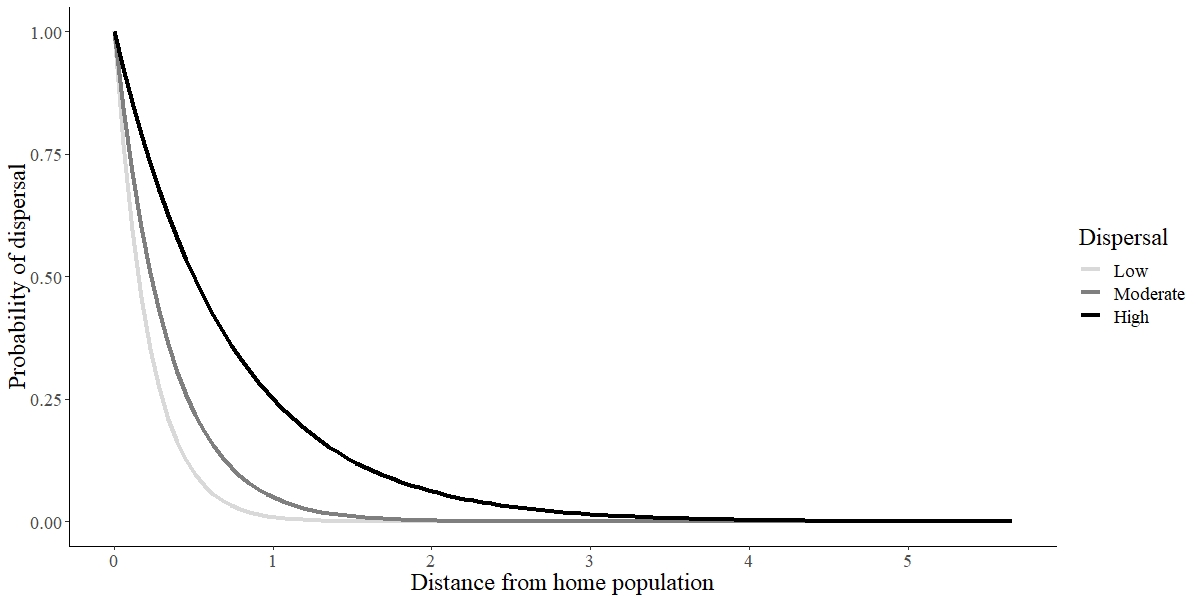 Probability of dispersal
1.00
0.75
0.50
0.25
0.00
0
1
2
3
4
5
Distance from home population
Dispersal
Low
Moderate
High